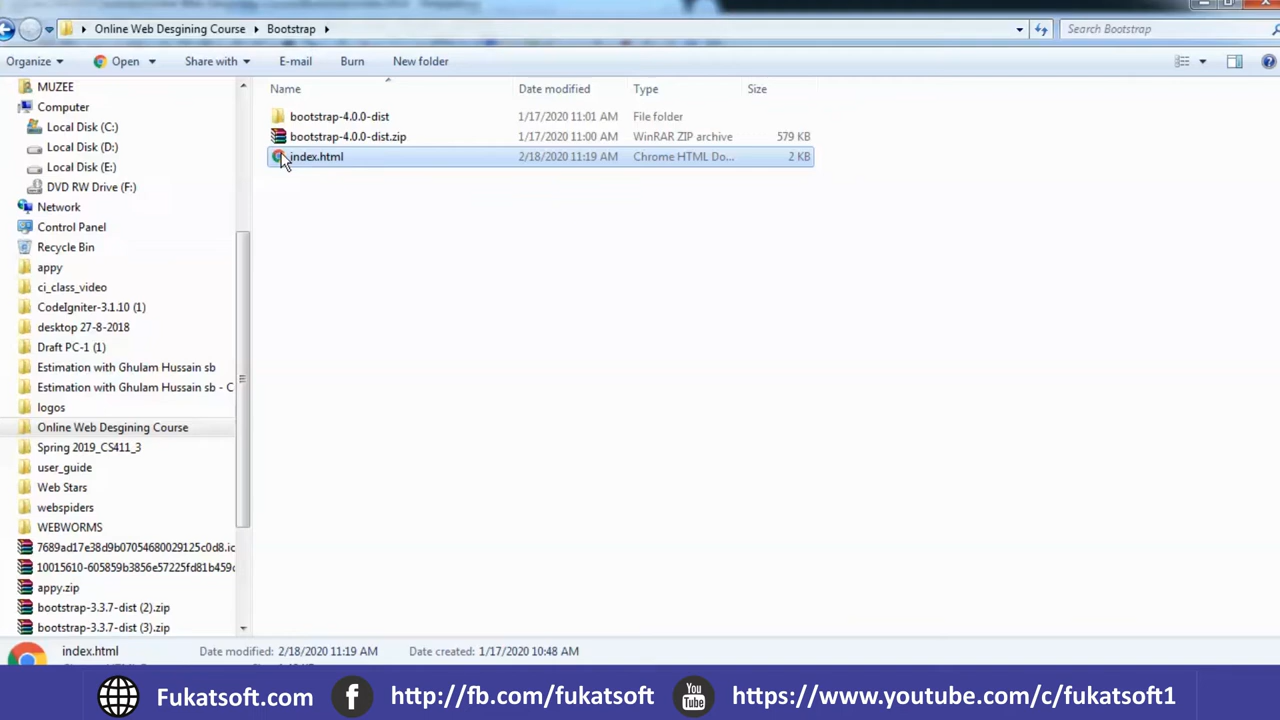 Online Web Desgining Course Bootstrap Search Bootstrap
Organize Open Share with E-mail Burn New folder
Name Date modified Type Size
bootstrap-4.0.0-dist 1/17/2020 11:01 AM File folder
bootstrap-4.0.0-dist.zip 1/17/2020 11:00 AM WinRAR ZIP archive 579 KB
index.html 2/18/2020 11:19 AM Chrome HTML Do... 2 KB
MUZEE
Computer
Local Disk (C:)
Local Disk (D:)
Local Disk (E:)
DVD RW Drive (F:)
Network
Control Panel
Recycle Bin
appy
ci_class_video
CodeIgniter-3.1.10 (1)
desktop 27-8-2018
Draft PC-1 (1)
Estimation with Ghulam Hussain sb
Estimation with Ghulam Hussain sb - C
logos
Online Web Desgining Course
Spring 2019_CS411_3
user_guide
Web Stars
webspiders
WEBWORMS
7689ad17e38d9b07054680029125c0d8.ic
10015610-605859b3856e57225fd81b459c
appy.zip
bootstrap-3.3.7-dist (2).zip
bootstrap-3.3.7-dist (3).zip
index.html Date modified: 2/18/2020 11:19 AM Date created: 1/17/2020 10:48 AM
Fukatsoft.com http://fb.com/fukatsoft You Tube https://www.youtube.com/c/fukatsoft1